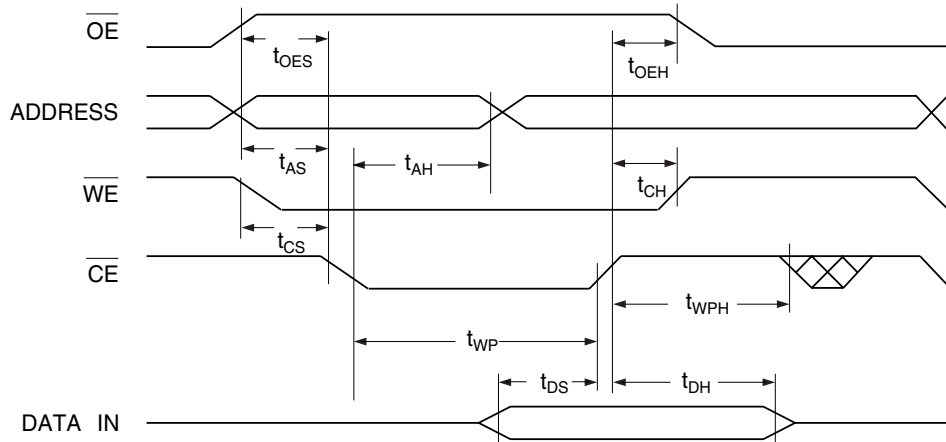 OE
tOES
tOEH
ADDRESS
tAS
tAH
WE
tCH
tCS
CE
tWPH
tWP
tDS
tDH
DATA IN